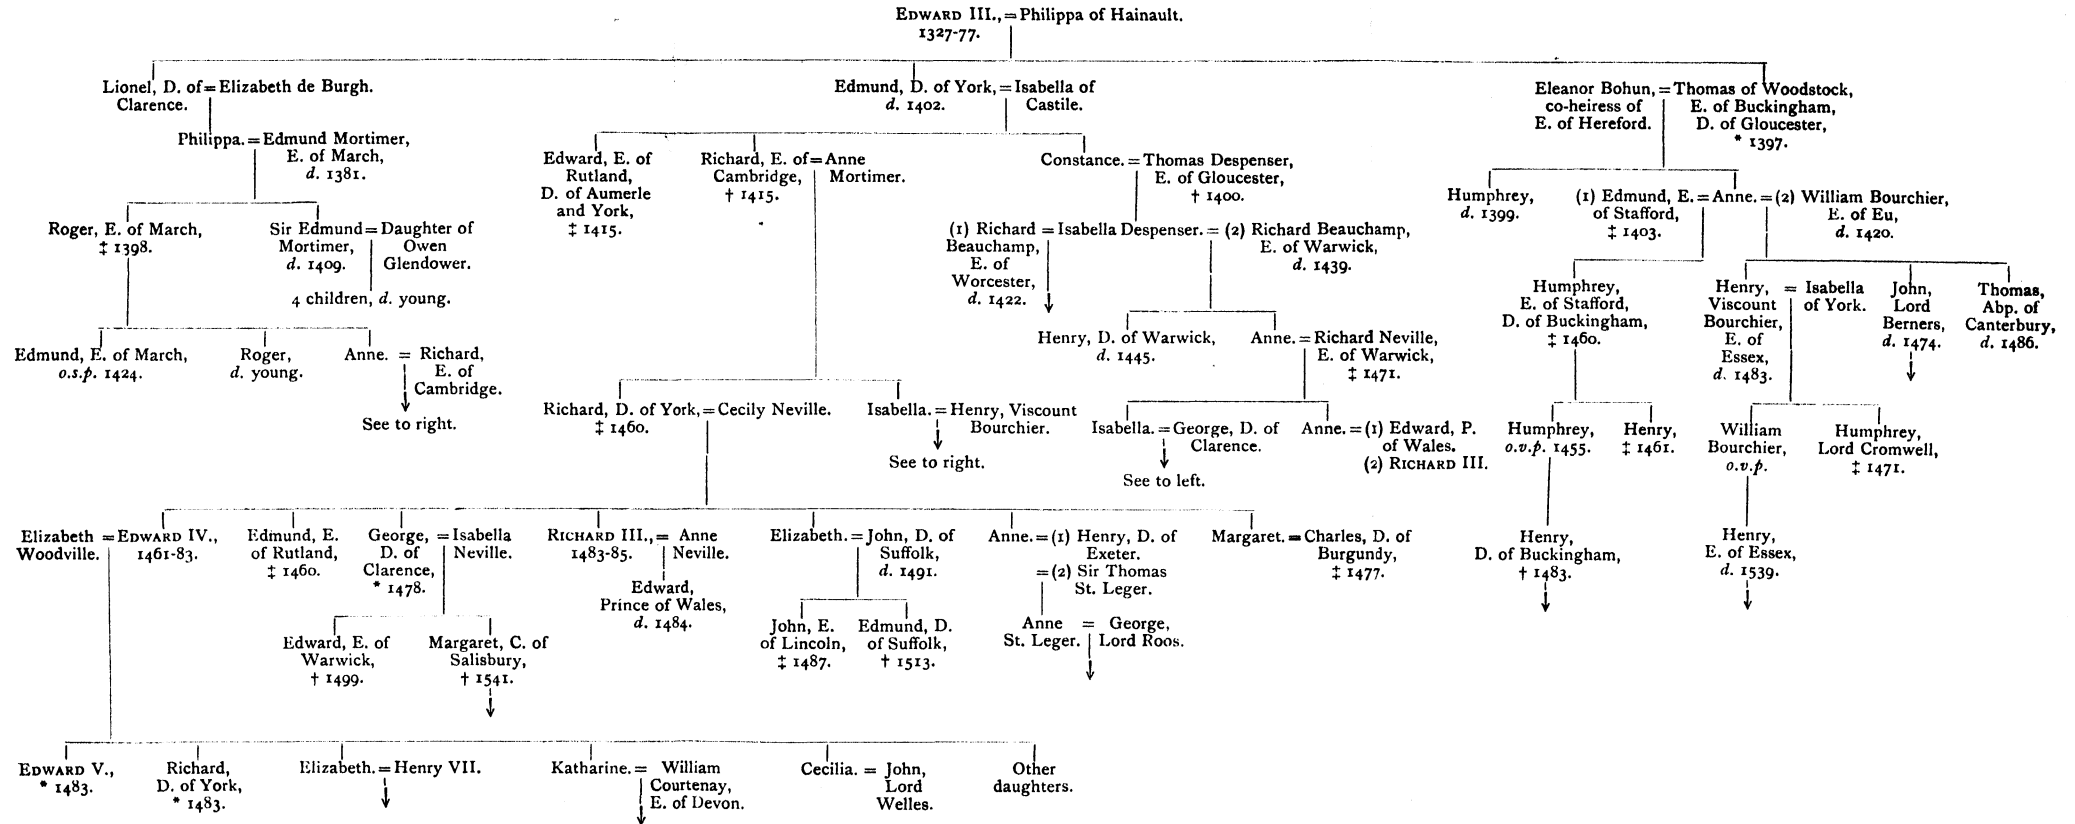 EDWARD III., = Philippa of Hainault.
1327-77.
Lionel, D. of = Elizabeth de Burgh.
Clarence.
Edmund, D. of York, = Isabella of
d. 1402. Castile.
Eleanor Bohun, = Thomas of Woodstock,
co-heiress of E. of Buckingham,
E. of Hereford. D. of Gloucester,
* 1397.
Philippa. = Edmund Mortimer,
E. of March,
d. 1381.
Edward, E. of
Rutland,
D. of Aumerle
and York,
‡ 1415.
Richard, E. of = Anne
Cambridge, Mortimer.
† 1415.
Constance. = Thomas Despenser,
E. of Gloucester,
† 1400.
Humphrey,
d. 1399.
(1) Edmund, E. = Anne. = (2) William Bourchier,
of Stafford, E. of Eu,
‡ 1403. d. 1420.
Roger, E. of March,
‡ 1398.
Sir Edmund = Daughter of
Mortimer, Owen
d. 1409. Glendower.
4 children, d. young.
(1) Richard = Isabella Despenser. = (2) Richard Beauchamp,
Beauchamp, E. of Warwick,
E. of d. 1439.
Worcester,
d. 1422.
Humphrey,
E. of Stafford,
D. of Buckingham,
‡ 1460.
Henry, = Isabella
Viscount of York.
Bourchier,
E. of
Essex,
d. 1483.
John,
Lord
Berners,
d. 1474.
Thomas,
Abp. of
Canterbury,
d. 1486.
Edmund, E. of March,
o.s.p. 1424.
Roger,
d. young.
Anne. = Richard,
E. of
Cambridge.
See to right.
Henry, D. of Warwick,
d. 1445.
Anne. = Richard Neville,
E. of Warwick,
‡ 1471.
Richard, D. of York, = Cecily Neville.
‡ 1460.
Isabella. = Henry, Viscount
Bourchier.
See to right.
Isabella. = George, D. of
Clarence.
See to left.
Anne. = (1) Edward, P.
of Wales.
(2) RICHARD III.
Humphrey,
o.v.p. 1455.
Henry,
‡ 1461.
William
Bourchier,
o.v.p.
Humphrey,
Lord Cromwell,
‡ 1471.
Elizabeth = EDWARD IV.,
Woodville. 1461-83.
Edmund, E.
of Rutland,
‡ 1460.
George, = Isabella
D. of Neville.
Clarence,
* 1478.
RICHARD III., = Anne
1483-85. Neville.
Edward,
Prince of Wales,
d. 1484.
Elizabeth. = John, D. of
Suffolk,
d. 1491.
Anne. = (1) Henry, D. of
Exeter.
= (2) Sir Thomas
St. Leger.
Margaret. = Charles, D. of
Burgundy,
‡ 1477.
Henry,
D. of Buckingham,
† 1483.
Henry,
E. of Essex,
d. 1539.
Edward, E. of
Warwick,
† 1499.
Margaret, C. of
Salisbury,
† 1541.
John, E.
of Lincoln,
‡ 1487.
Edmund, D.
of Suffolk,
† 1513.
Anne = George,
St. Leger. Lord Roos.
EDWARD V.,
* 1483.
Richard,
D. of York,
* 1483.
Elizabeth. = Henry VII.
Katharine. = William
Courtenay,
E. of Devon.
Cecilia. = John,
Lord
Welles.
Other
daughters.